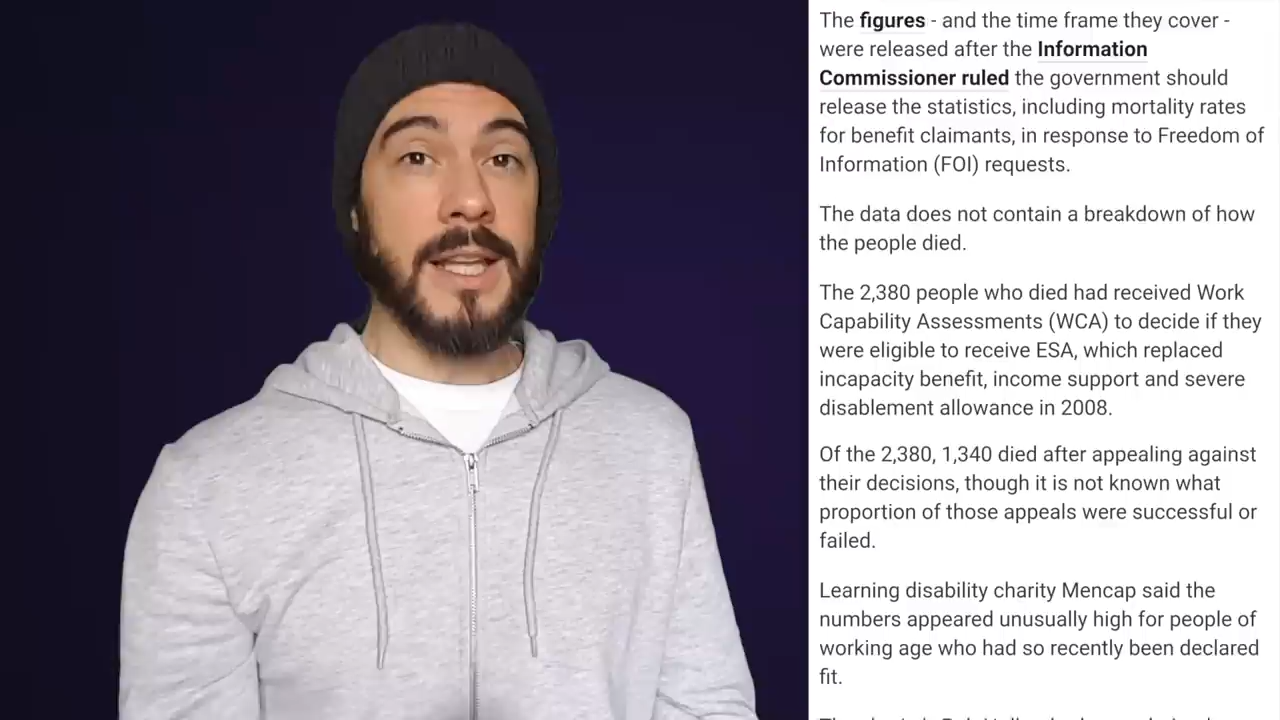 The figures - and the time frame they cover -
were released after the Information
Commissioner ruled the government should
release the statistics, including mortality rates
for benefit claimants, in response to Freedom of
Information (FOI) requests.
The data does not contain a breakdown of how
the people died.
The 2,380 people who died had received Work
Capability Assessments (WCA) to decide if they
were eligible to receive ESA, which replaced
incapacity benefit, income support and severe
disablement allowance in 2008.
Of the 2,380, 1,340 died after appealing against
their decisions, though it is not known what
proportion of those appeals were successful or
failed.
Learning disability charity Mencap said the
numbers appeared unusually high for people of
working age who had so recently been declared
fit.